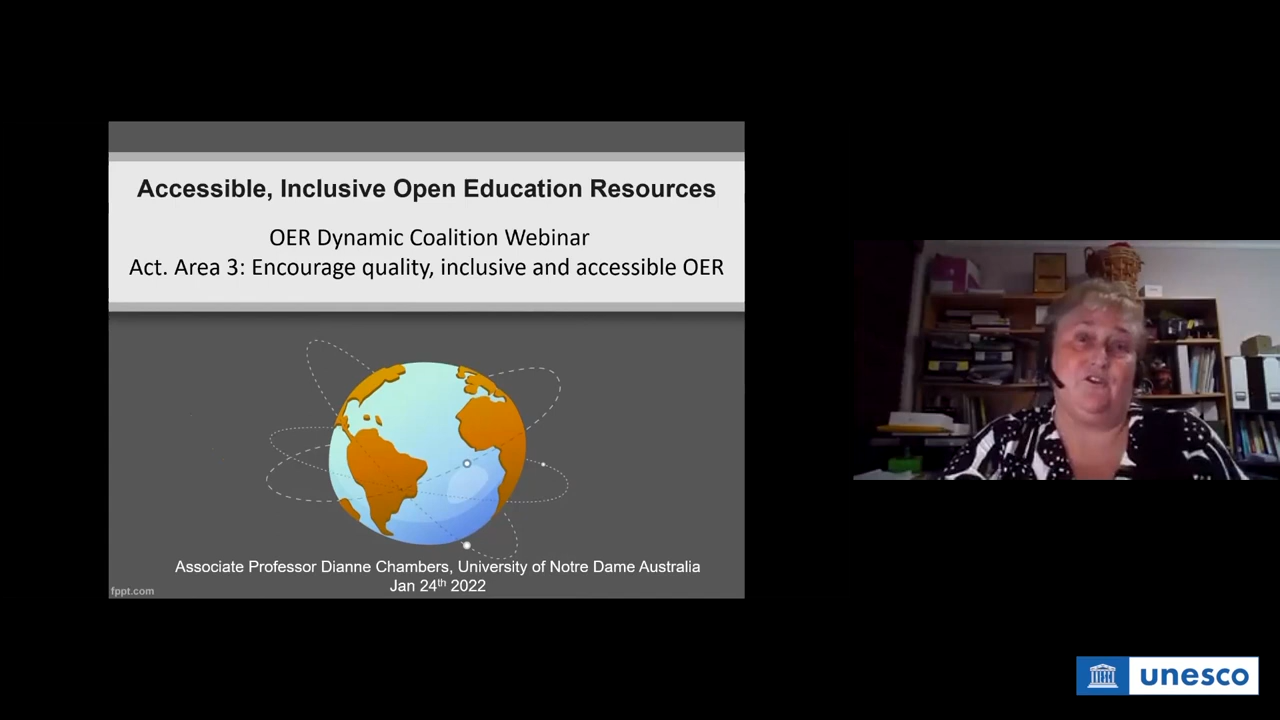 Accessible, Inclusive Open Education Resources
OER Dynamic Coalition Webinar
Act. Area 3: Encourage quality, inclusive and accessible OER
Associate Professor Dianne Chambers, University of Notre Dame Australia
Jan 24th 2022
fppt.com
unesco